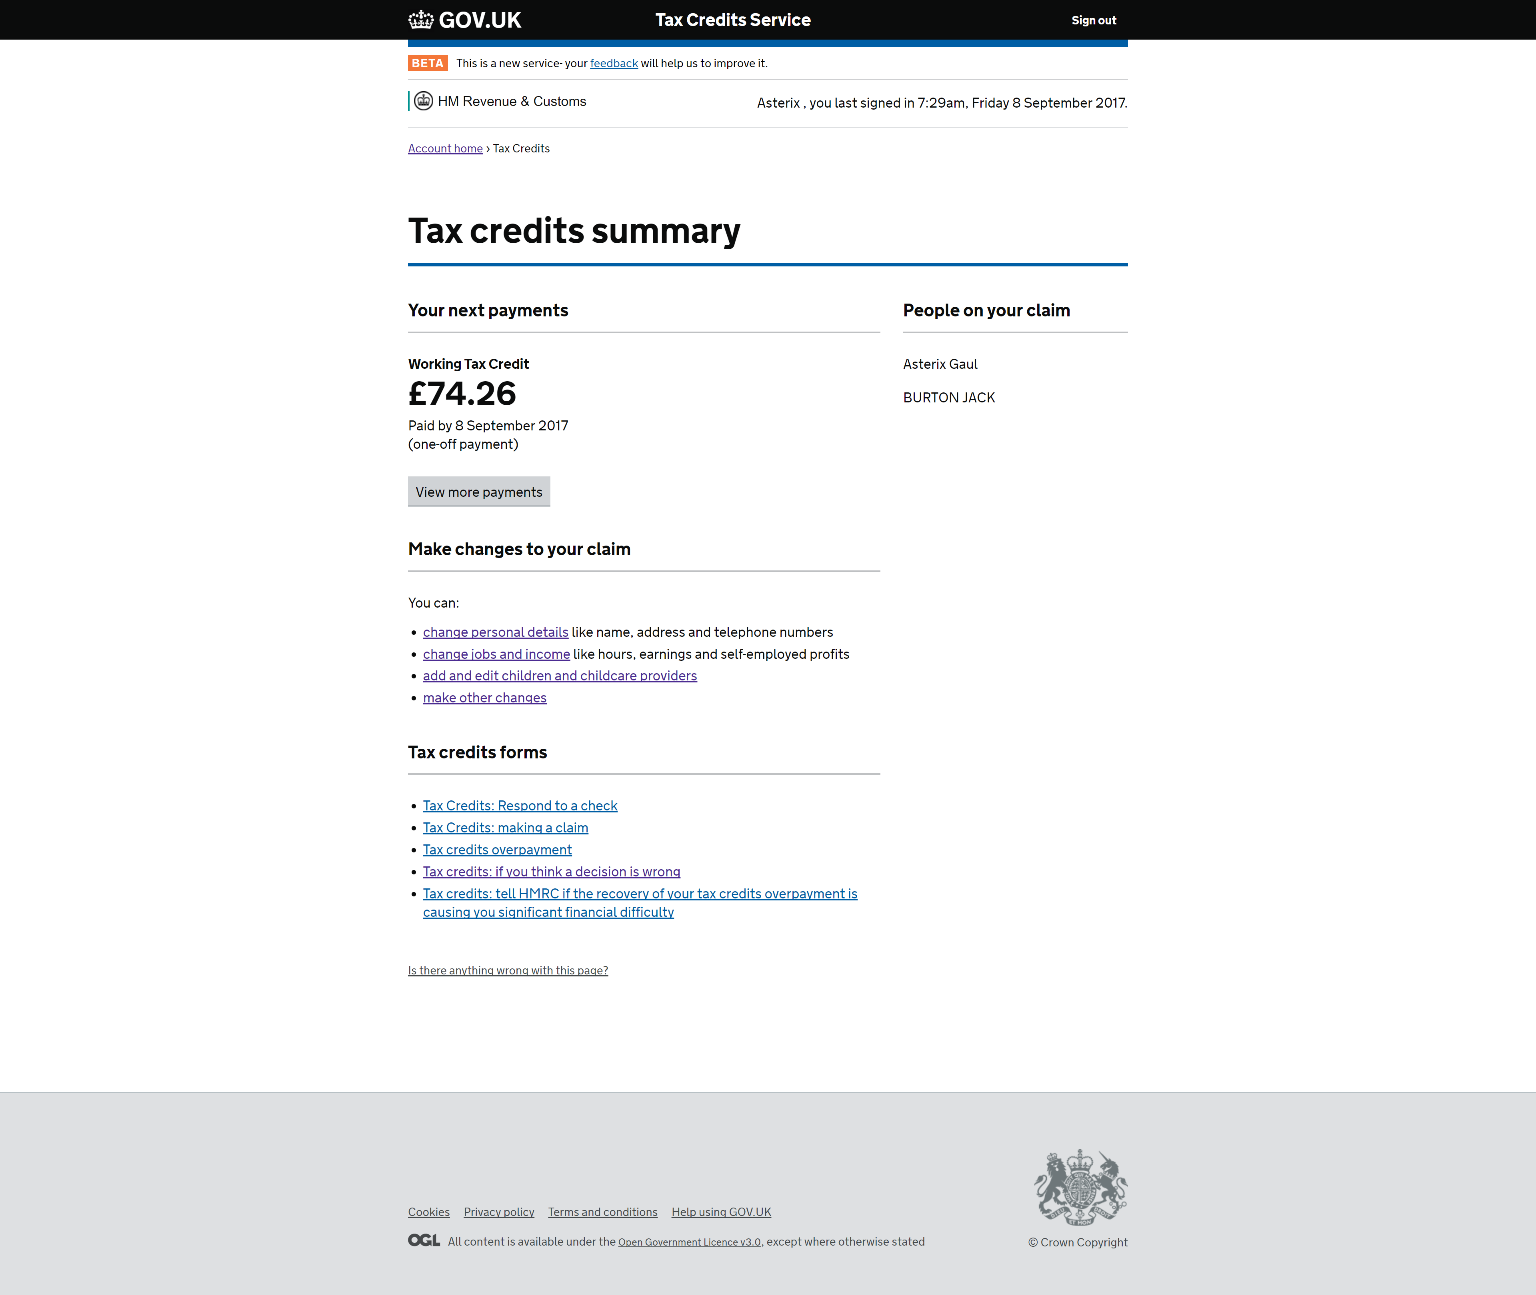 GOV.UK
Tax Credits Service
Sign out
BETA This is a new service- your feedback will help us to improve it.
HM Revenue & Customs
Asterix , you last signed in 7:29am, Friday 8 September 2017.
Account home › Tax Credits
Tax credits summary
Your next payments
Working Tax Credit
£74.26
Paid by 8 September 2017
(one-off payment)
View more payments
People on your claim
Asterix Gaul
BURTON JACK
Make changes to your claim
You can:
• change personal details like name, address and telephone numbers
• change jobs and income like hours, earnings and self-employed profits
• add and edit children and childcare providers
• make other changes
Tax credits forms
• Tax Credits: Respond to a check
• Tax Credits: making a claim
• Tax credits overpayment
• Tax credits: if you think a decision is wrong
• Tax credits: tell HMRC if the recovery of your tax credits overpayment is
causing you significant financial difficulty
Is there anything wrong with this page?
Cookies Privacy policy Terms and conditions Help using GOV.UK
OGL All content is available under the Open Government Licence v3.0, except where otherwise stated
© Crown Copyright